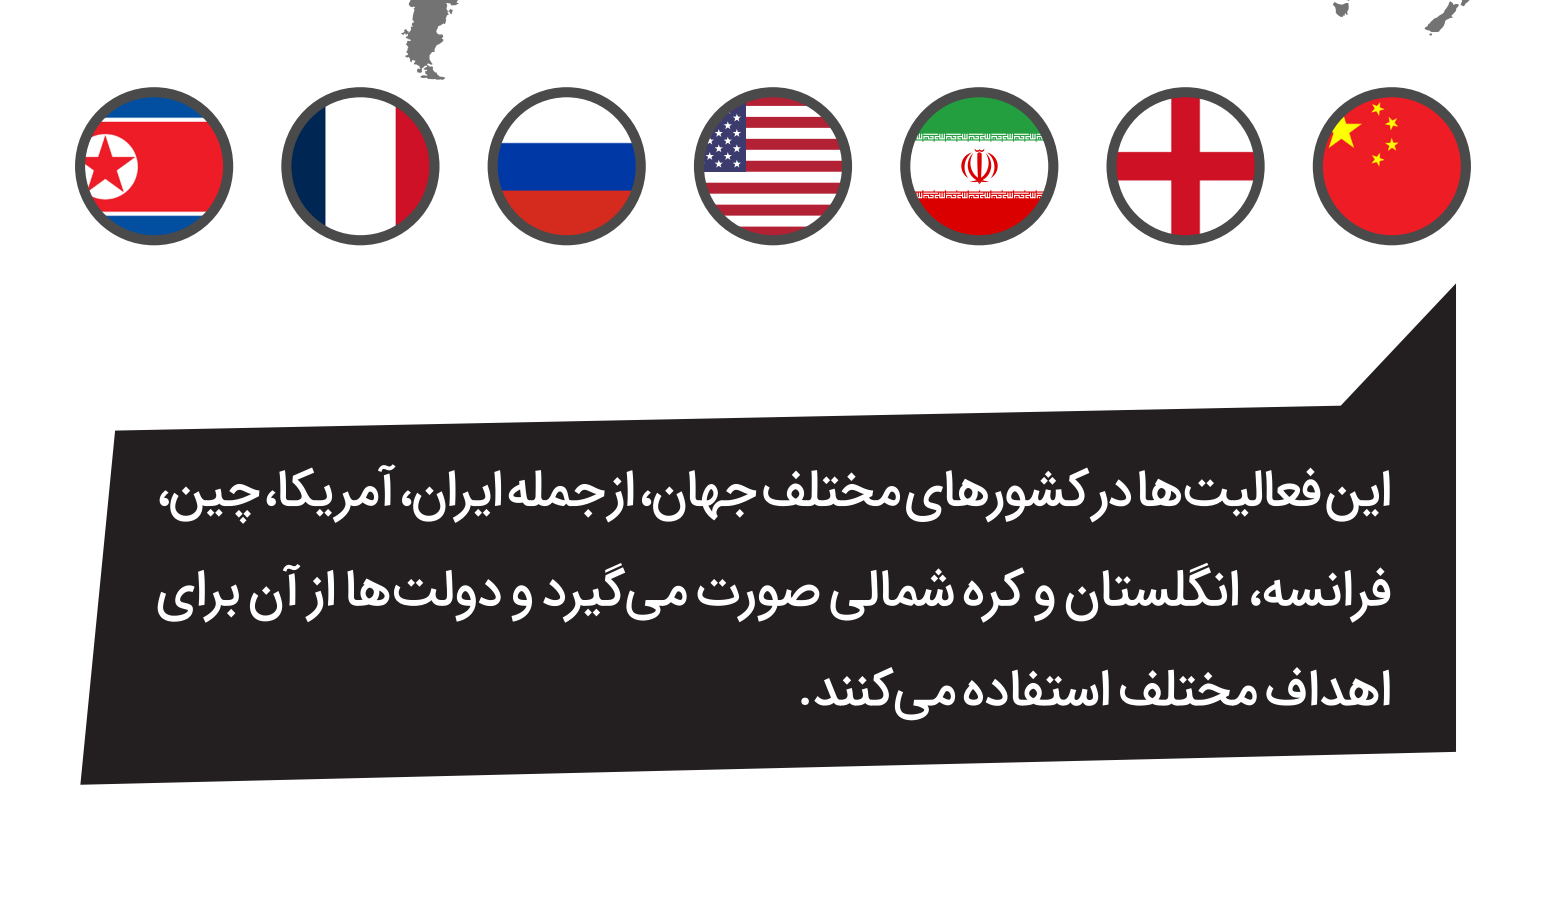 این فعالیت‌ها در کشورهای مختلف جهان، از جمله ایران، آمریکا، چین،
فرانسه، انگلستان و کره شمالی صورت می‌گیرد و دولت‌ها از آن برای
اهداف مختلف استفاده می‌کنند.